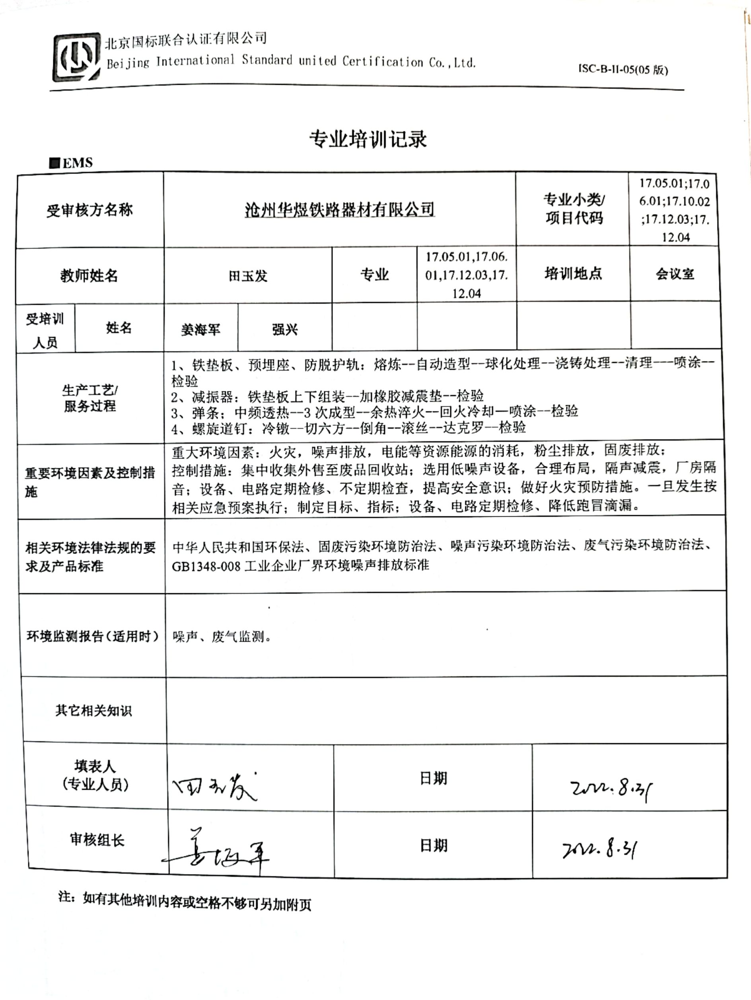 北京国标联合认证有限公司
Beijing International Standard united Certification Co.,Ltd.
ISC-B-II-05(05 版)
专业培训记录
■EMS
受审核方名称
沧州华煜铁路器材有限公司
专业小类/
项目代码
17.05.01;17.0
6.01;17.10.02
;17.12.03;17.
12.04
教师姓名
田玉发
专业
17.05.01,17.06.
01,17.12.03,17.
12.04
培训地点
会议室
受培训
人员
姓名
姜海军
强兴
生产工艺/
服务过程
1、铁垫板、预埋座、防脱护轨：熔炼--自动造型--球化处理--浇铸处理--清理---喷涂--
检验
2、减振器：铁垫板上下组装--加橡胶减震垫--检验
3、弹条；中频透热--3 次成型--余热淬火--回火冷却—喷涂--检验
4、螺旋道钉：冷镦--切六方--倒角--滚丝--达克罗--检验
重要环境因素及控制措
施
重大环境因素：火灾，噪声排放，电能等资源能源的消耗，粉尘排放，固废排放；
控制措施：集中收集外售至废品回收站；选用低噪声设备，合理布局，隔声减震，厂房隔
音；设备、电路定期检修、不定期检查，提高安全意识；做好火灾预防措施。一旦发生按
相关应急预案执行；制定目标、指标；设备、电路定期检修、降低跑冒滴漏。
相关环境法律法规的要
求及产品标准
中华人民共和国环保法、固废污染环境防治法、噪声污染环境防治法、废气污染环境防治法、
GB1348-008 工业企业厂界环境噪声排放标准
环境监测报告（适用时）
噪声、废气监测。
其它相关知识
填表人
（专业人员）
田玉发
日期
2022.8.31
审核组长
姜海军
日期
2022.8.31
注：如有其他培训内容或空格不够可另加附页